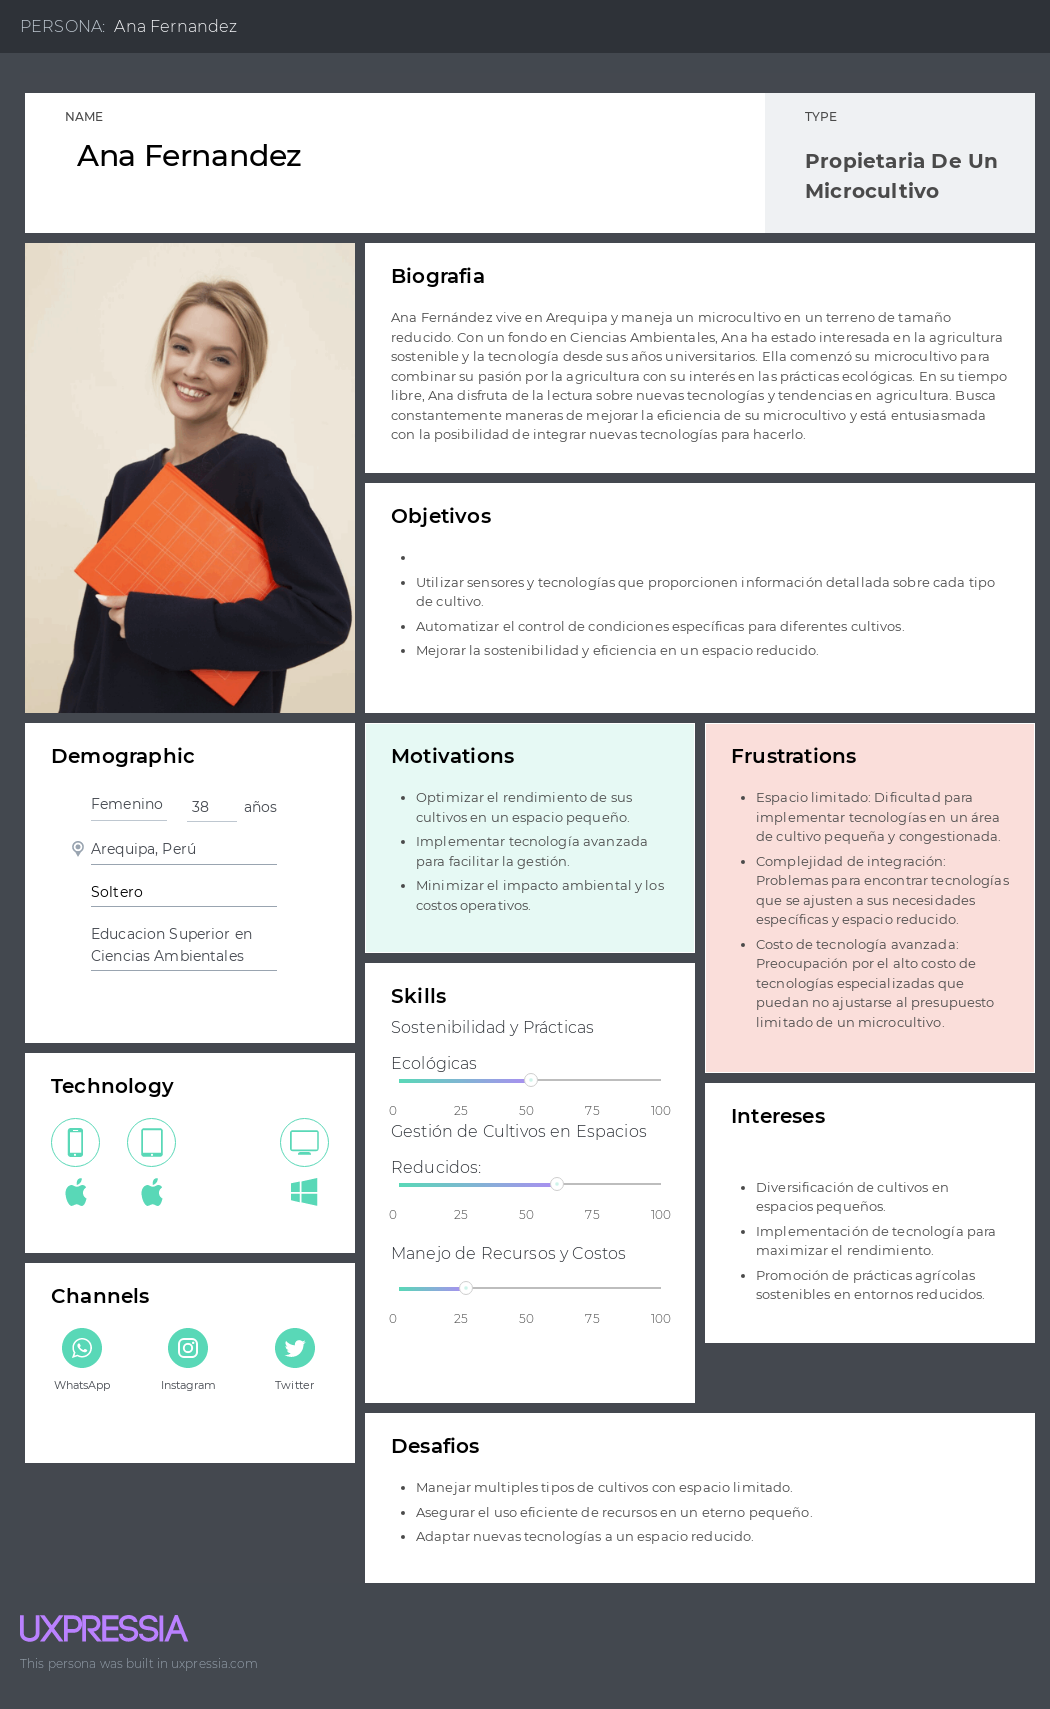 PERSONA: Ana Fernandez
NAME
Ana Fernandez
TYPE
Propietaria De Un
Microcultivo
Biografia
Ana Fernández vive en Arequipa y maneja un microcultivo en un terreno de tamaño
reducido. Con un fondo en Ciencias Ambientales, Ana ha estado interesada en la agricultura
sostenible y la tecnología desde sus años universitarios. Ella comenzó su microcultivo para
combinar su pasión por la agricultura con su interés en las prácticas ecológicas. En su tiempo
libre, Ana disfruta de la lectura sobre nuevas tecnologías y tendencias en agricultura. Busca
constantemente maneras de mejorar la eficiencia de su microcultivo y está entusiasmada
con la posibilidad de integrar nuevas tecnologías para hacerlo.
Objetivos
•
• Utilizar sensores y tecnologías que proporcionen información detallada sobre cada tipo
de cultivo.
• Automatizar el control de condiciones específicas para diferentes cultivos.
• Mejorar la sostenibilidad y eficiencia en un espacio reducido.
Demographic
Femenino 38 años
Arequipa, Perú
Soltero
Educacion Superior en
Ciencias Ambientales
Motivations
• Optimizar el rendimiento de sus
cultivos en un espacio pequeño.
• Implementar tecnología avanzada
para facilitar la gestión.
• Minimizar el impacto ambiental y los
costos operativos.
Frustrations
• Espacio limitado: Dificultad para
implementar tecnologías en un área
de cultivo pequeña y congestionada.
• Complejidad de integración:
Problemas para encontrar tecnologías
que se ajusten a sus necesidades
específicas y espacio reducido.
• Costo de tecnología avanzada:
Preocupación por el alto costo de
tecnologías especializadas que
puedan no ajustarse al presupuesto
limitado de un microcultivo.
Skills
Sostenibilidad y Prácticas
Ecológicas
0 25 50 75 100
Gestión de Cultivos en Espacios
Reducidos:
0 25 50 75 100
Manejo de Recursos y Costos
0 25 50 75 100
Technology
Intereses
• Diversificación de cultivos en
espacios pequeños.
• Implementación de tecnología para
maximizar el rendimiento.
• Promoción de prácticas agrícolas
sostenibles en entornos reducidos.
Channels
WhatsApp
Instagram
Twitter
Desafios
• Manejar multiples tipos de cultivos con espacio limitado.
• Asegurar el uso eficiente de recursos en un eterno pequeño.
• Adaptar nuevas tecnologías a un espacio reducido.
UXPRESSIA
This persona was built in uxpressia.com